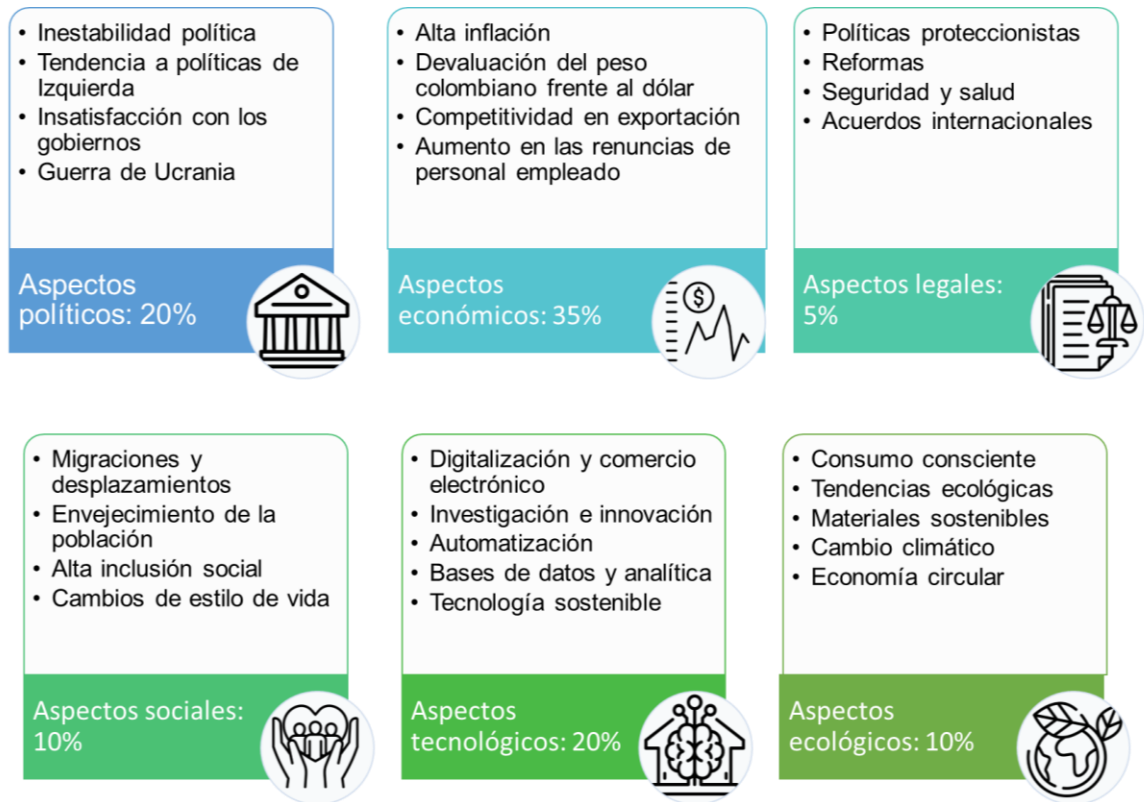 • Inestabilidad política
• Tendencia a políticas de
Izquierda
• Insatisfacción con los
gobiernos
• Guerra de Ucrania
Aspectos
políticos: 20%
• Alta inflación
• Devaluación del peso
colombiano frente al dólar
• Competitividad en exportación
• Aumento en las renuncias de
personal empleado
Aspectos
económicos: 35%
$
• Políticas proteccionistas
• Reformas
• Seguridad y salud
• Acuerdos internacionales
Aspectos legales:
5%
• Migraciones y
desplazamientos
• Envejecimiento de la
población
• Alta inclusión social
• Cambios de estilo de vida
Aspectos sociales:
10%
• Digitalización y comercio
electrónico
• Investigación e innovación
• Automatización
• Bases de datos y analítica
• Tecnología sostenible
Aspectos
tecnológicos: 20%
• Consumo consciente
• Tendencias ecológicas
• Materiales sostenibles
• Cambio climático
• Economía circular
Aspectos
ecológicos: 10%